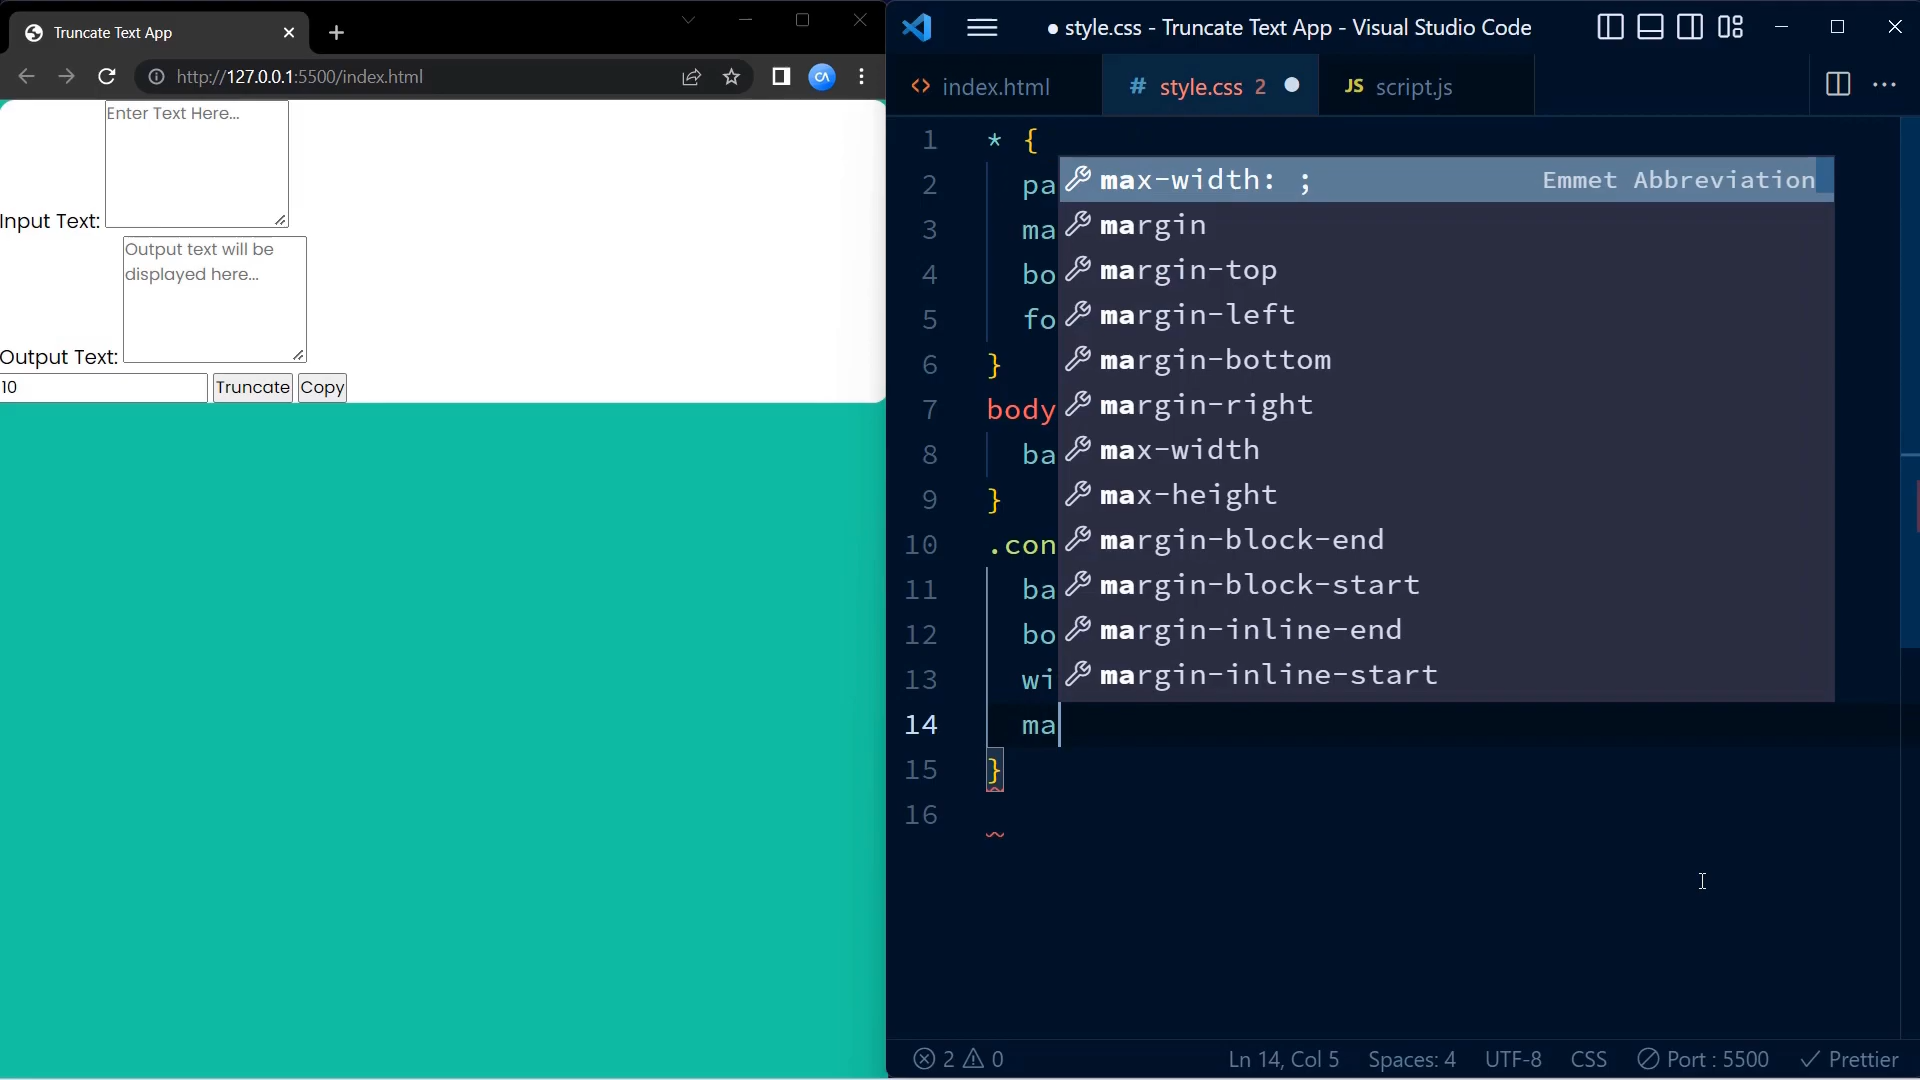 Truncate Text App
http://127.0.0.1:5500/index.html
CA
Enter Text Here...
Input Text:
Output text will be
displayed here...
Output Text:
10
Truncate
Copy
● style.css - Truncate Text App - Visual Studio Code
<> index.html
# style.css 2 ●
JS script.js
1 * {
2 pa
3 ma
4 bo
5 fo
6 }
7 body
8 ba
9 }
10 .con
11 ba
12 bo
13 wi
14 ma
15 }
16
max-width: ; Emmet Abbreviation
margin
margin-top
margin-left
margin-bottom
margin-right
max-width
max-height
margin-block-end
margin-block-start
margin-inline-end
margin-inline-start
2 0 Ln 14, Col 5 Spaces: 4 UTF-8 CSS Port : 5500 Prettier